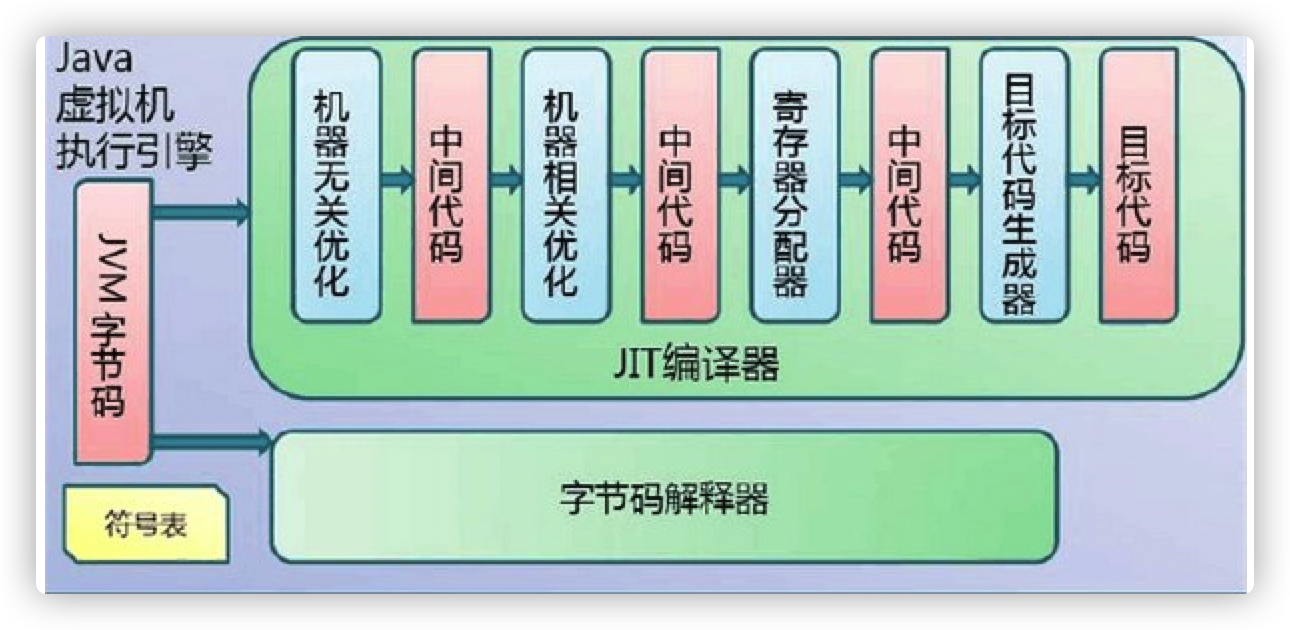 Java
虚拟机
执行引擎
JVM字节码
符号表
机器无关优化
中间代码
机器相关优化
中间代码
寄存器分配器
中间代码
目标代码生成器
目标代码
JIT编译器
字节码解释器